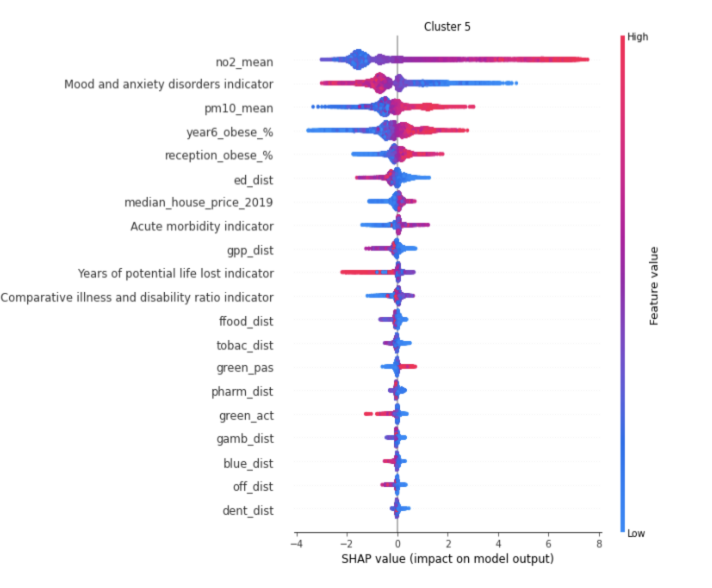 Cluster 5
High
no2_mean
Mood and anxiety disorders indicator
pm10_mean
year6_obese_%
reception_obese_%
ed_dist
median_house_price_2019
Acute morbidity indicator
gpp_dist
Years of potential life lost indicator
Comparative illness and disability ratio indicator
ffood_dist
tobac_dist
green_pas
pharm_dist
green_act
gamb_dist
blue_dist
off_dist
dent_dist
Feature value
Low
−4 −2 0 2 4 6 8
SHAP value (impact on model output)